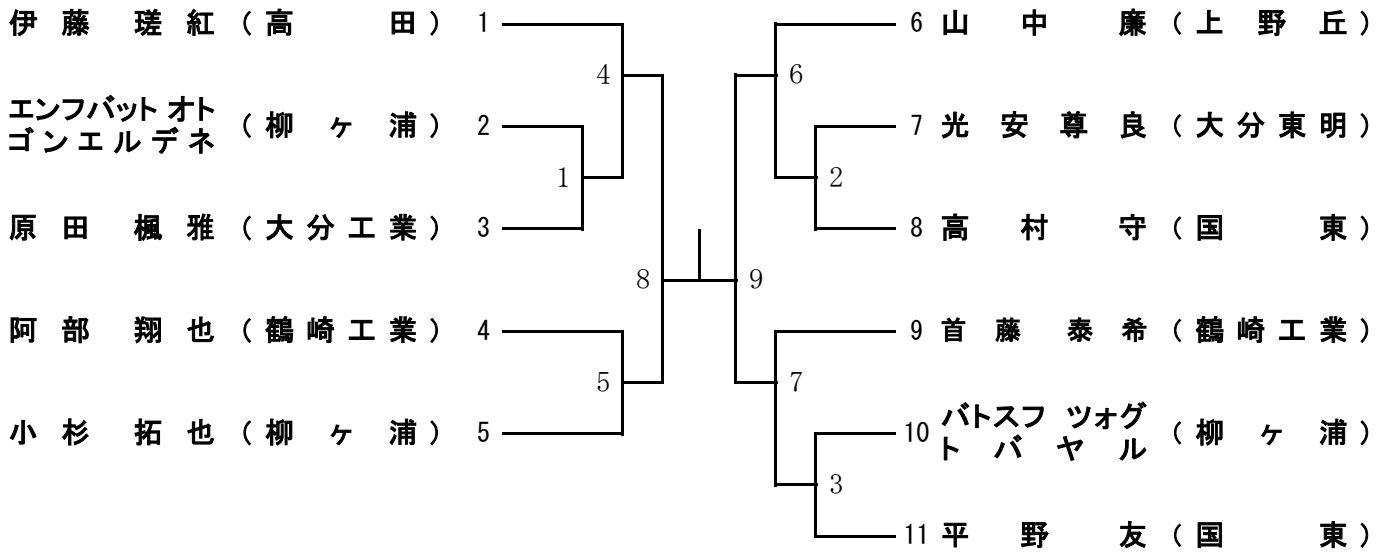 伊藤 瑳紅 (高 田) 1
エンフバット オトゴンエルデネ (柳ヶ浦) 2
原田 楓雅 (大分工業) 3
阿部 翔也 (鶴崎工業) 4
小杉 拓也 (柳ヶ浦) 5
4
1
5
8
9
6
2
7
3
6 山中 廉 (上野丘)
7 光安尊良 (大分東明)
8 高村 守 (国 東)
9 首藤 泰希 (鶴崎工業)
10 バトスフ ツォグトバヤル (柳ヶ浦)
11 平野 友 (国 東)